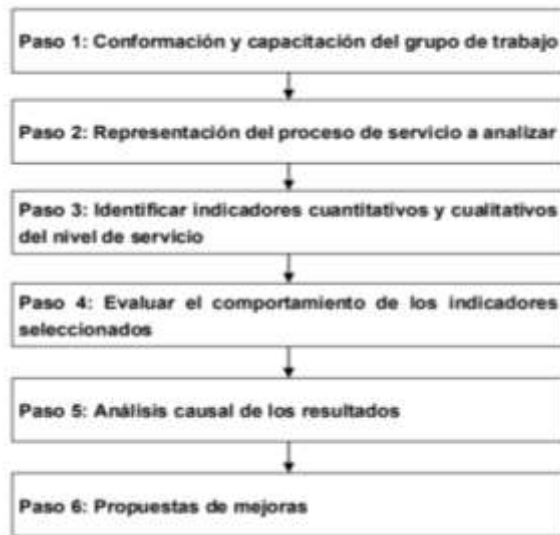 Paso 1: Conformación y capacitación del grupo de trabajo
Paso 2: Representación del proceso de servicio a analizar
Paso 3: Identificar indicadores cuantitativos y cualitativos
del nivel de servicio
Paso 4: Evaluar el comportamiento de los indicadores
seleccionados
Paso 5: Análisis causal de los resultados
Paso 6: Propuestas de mejoras